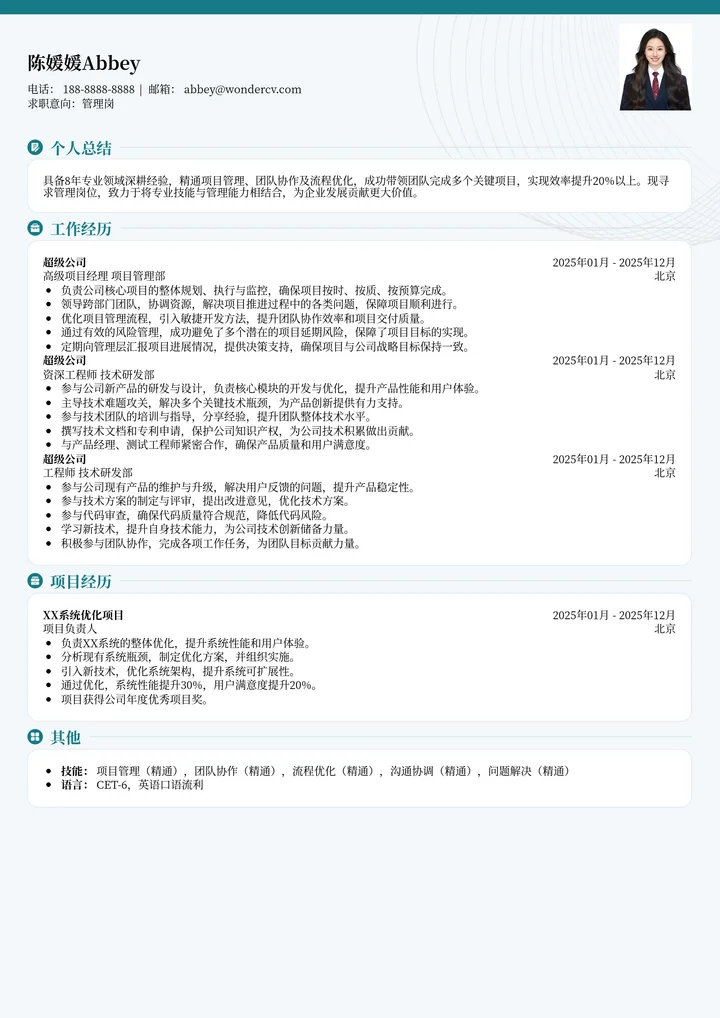 陈媛媛Abbey
电话： 188-8888-8888 | 邮箱： abbey@wondercv.com
求职意向：管理岗
个人总结
具备8年专业领域深耕经验，精通项目管理、团队协作及流程优化，成功带领团队完成多个关键项目，实现效率提升20%以上。现寻
求管理岗位，致力于将专业技能与管理能力相结合，为企业发展贡献更大价值。
工作经历
超级公司 2025年01月 - 2025年12月
高级项目经理 项目管理部 北京
• 负责公司核心项目的整体规划、执行与监控，确保项目按时、按质、按预算完成。
• 领导跨部门团队，协调资源，解决项目推进过程中的各类问题，保障项目顺利进行。
• 优化项目管理流程，引入敏捷开发方法，提升团队协作效率和项目交付质量。
• 通过有效的风险管理，成功避免了多个潜在的项目延期风险，保障了项目目标的实现。
• 定期向管理层汇报项目进展情况，提供决策支持，确保项目与公司战略目标保持一致。
超级公司 2025年01月 - 2025年12月
资深工程师 技术研发部 北京
• 参与公司新产品的研发与设计，负责核心模块的开发与优化，提升产品性能和用户体验。
• 主导技术难题攻关，解决多个关键技术瓶颈，为产品创新提供有力支持。
• 参与技术团队的培训与指导，分享经验，提升团队整体技术水平。
• 撰写技术文档和专利申请，保护公司知识产权，为公司技术积累做出贡献。
• 与产品经理、测试工程师紧密合作，确保产品质量和用户满意度。
超级公司 2025年01月 - 2025年12月
工程师 技术研发部 北京
• 参与公司现有产品的维护与升级，解决用户反馈的问题，提升产品稳定性。
• 参与技术方案的制定与评审，提出改进意见，优化技术方案。
• 参与代码审查，确保代码质量符合规范，降低代码风险。
• 学习新技术，提升自身技术能力，为公司技术创新储备力量。
• 积极参与团队协作，完成各项工作任务，为团队目标贡献力量。
项目经历
XX系统优化项目 2025年01月 - 2025年12月
项目负责人 北京
• 负责XX系统的整体优化，提升系统性能和用户体验。
• 分析现有系统瓶颈，制定优化方案，并组织实施。
• 引入新技术，优化系统架构，提升系统可扩展性。
• 通过优化，系统性能提升30%，用户满意度提升20%。
• 项目获得公司年度优秀项目奖。
其他
• 技能： 项目管理（精通），团队协作（精通），流程优化（精通），沟通协调（精通），问题解决（精通）
• 语言： CET-6，英语口语流利